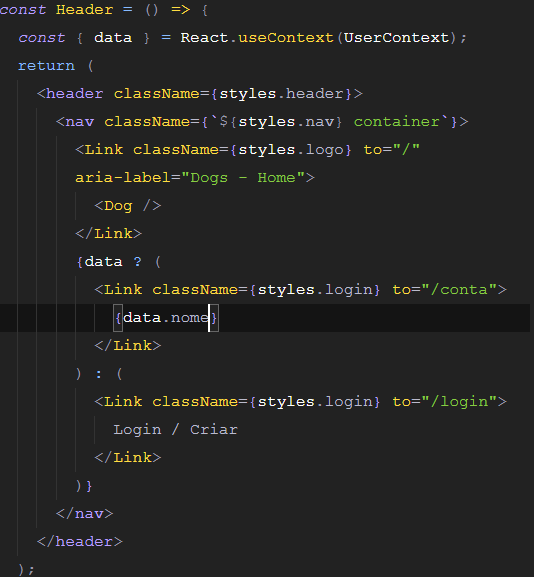 const Header = () => {
  const { data } = React.useContext(UserContext);
  return (
    <header className={styles.header}>
      <nav className={`${styles.nav} container`}>
        <Link className={styles.logo} to="/"
        aria-label="Dogs - Home">
          <Dog />
        </Link>
        {data ? (
          <Link className={styles.login} to="/conta">
            {data.nome}
          </Link>
        ) : (
          <Link className={styles.login} to="/login">
            Login / Criar
          </Link>
        )}
      </nav>
    </header>
  );